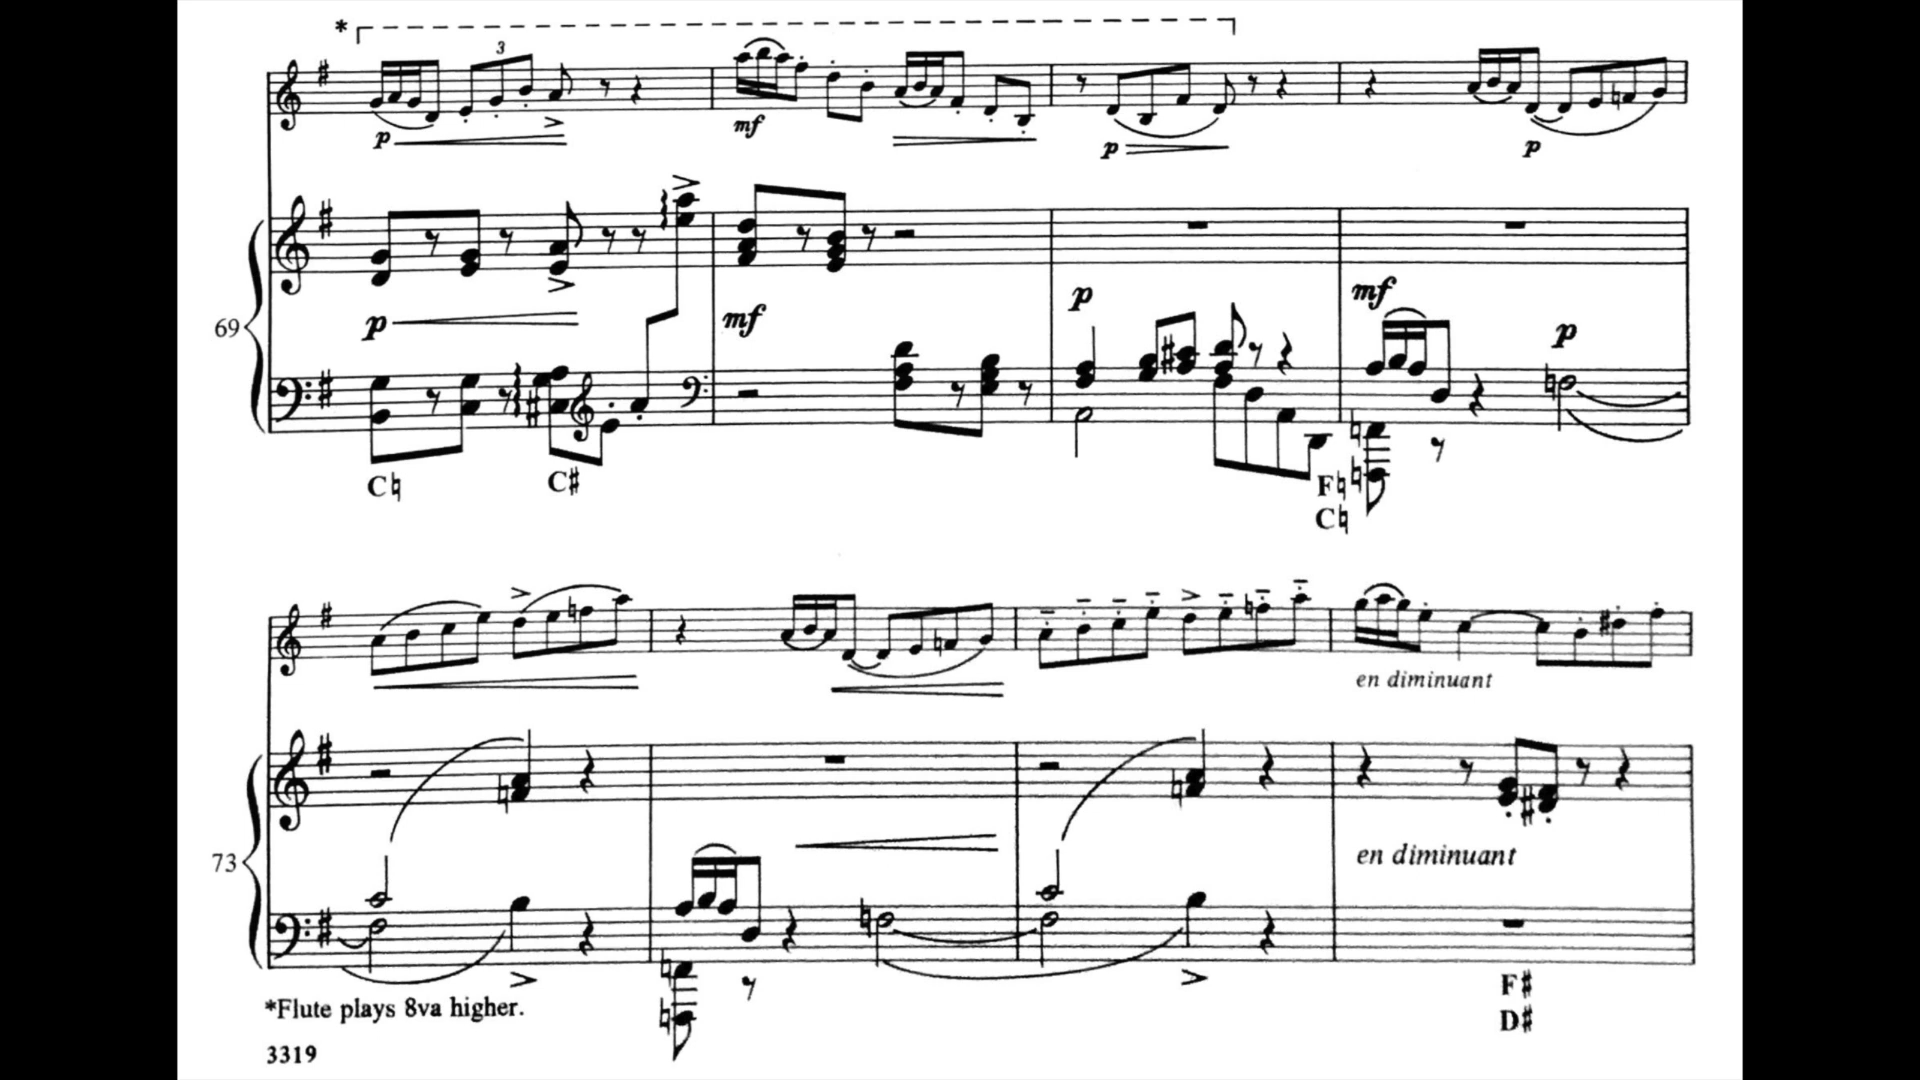 *
3
p
mf
p
p
p
mf
p
mf
p
69
C♮ C♯
F♮
C♮
en diminuant
en diminuant
73
F♯
D♯
*Flute plays 8va higher.
3319